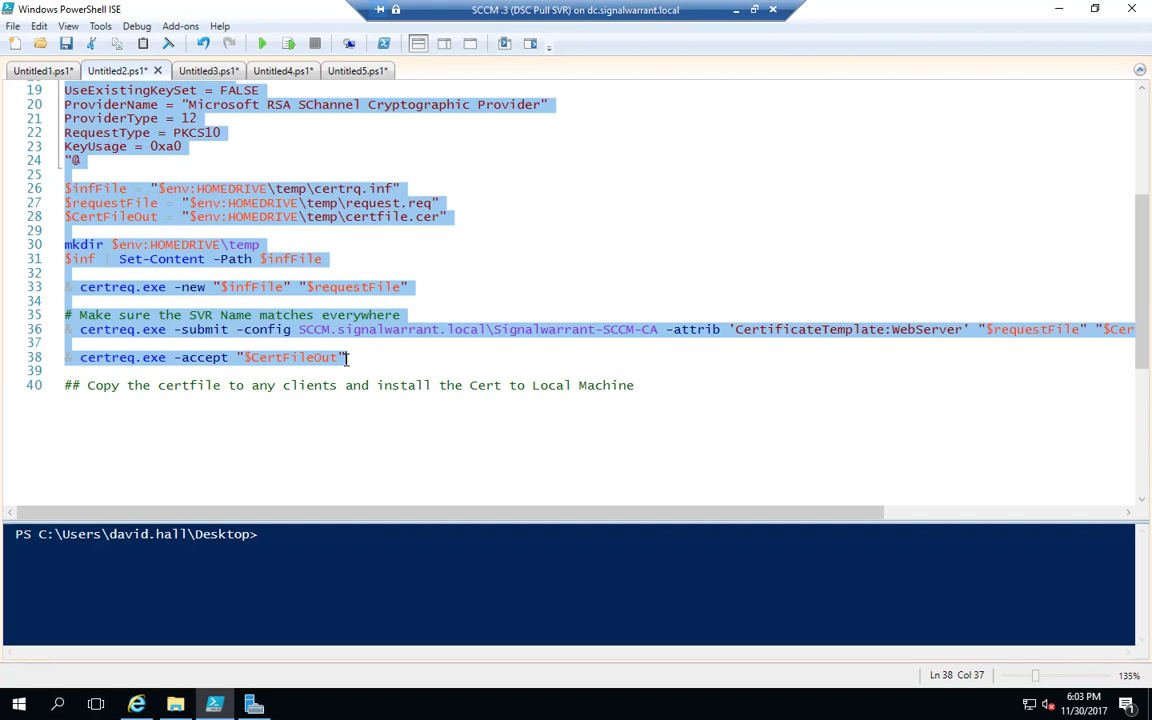 Windows PowerShell ISE
SCCM .3 (DSC Pull SVR) on dc.signalwarrant.local
File Edit View Tools Debug Add-ons Help
Untitled1.ps1* Untitled2.ps1* Untitled3.ps1* Untitled4.ps1* Untitled5.ps1*
19 UseExistingKeySet = FALSE
20 ProviderName = "Microsoft RSA SChannel Cryptographic Provider"
21 ProviderType = 12
22 RequestType = PKCS10
23 KeyUsage = 0xa0
24 "@
25
26 $infFile = "$env:HOMEDRIVE\temp\certrq.inf"
27 $requestFile = "$env:HOMEDRIVE\temp\request.req"
28 $CertFileOut = "$env:HOMEDRIVE\temp\certfile.cer"
29
30 mkdir $env:HOMEDRIVE\temp
31 $inf | Set-Content -Path $infFile
32
33 & certreq.exe -new "$infFile" "$requestFile"
34
35 # Make sure the SVR Name matches everywhere
36 & certreq.exe -submit -config SCCM.signalwarrant.local\Signalwarrant-SCCM-CA -attrib 'CertificateTemplate:WebServer' "$requestFile" "$Cer
37
38 & certreq.exe -accept "$CertFileOut"
39
40 ## Copy the certfile to any clients and install the Cert to Local Machine
PS C:\Users\david.hall\Desktop>
Ln 38 Col 37
135%
6:03 PM
11/30/2017
1